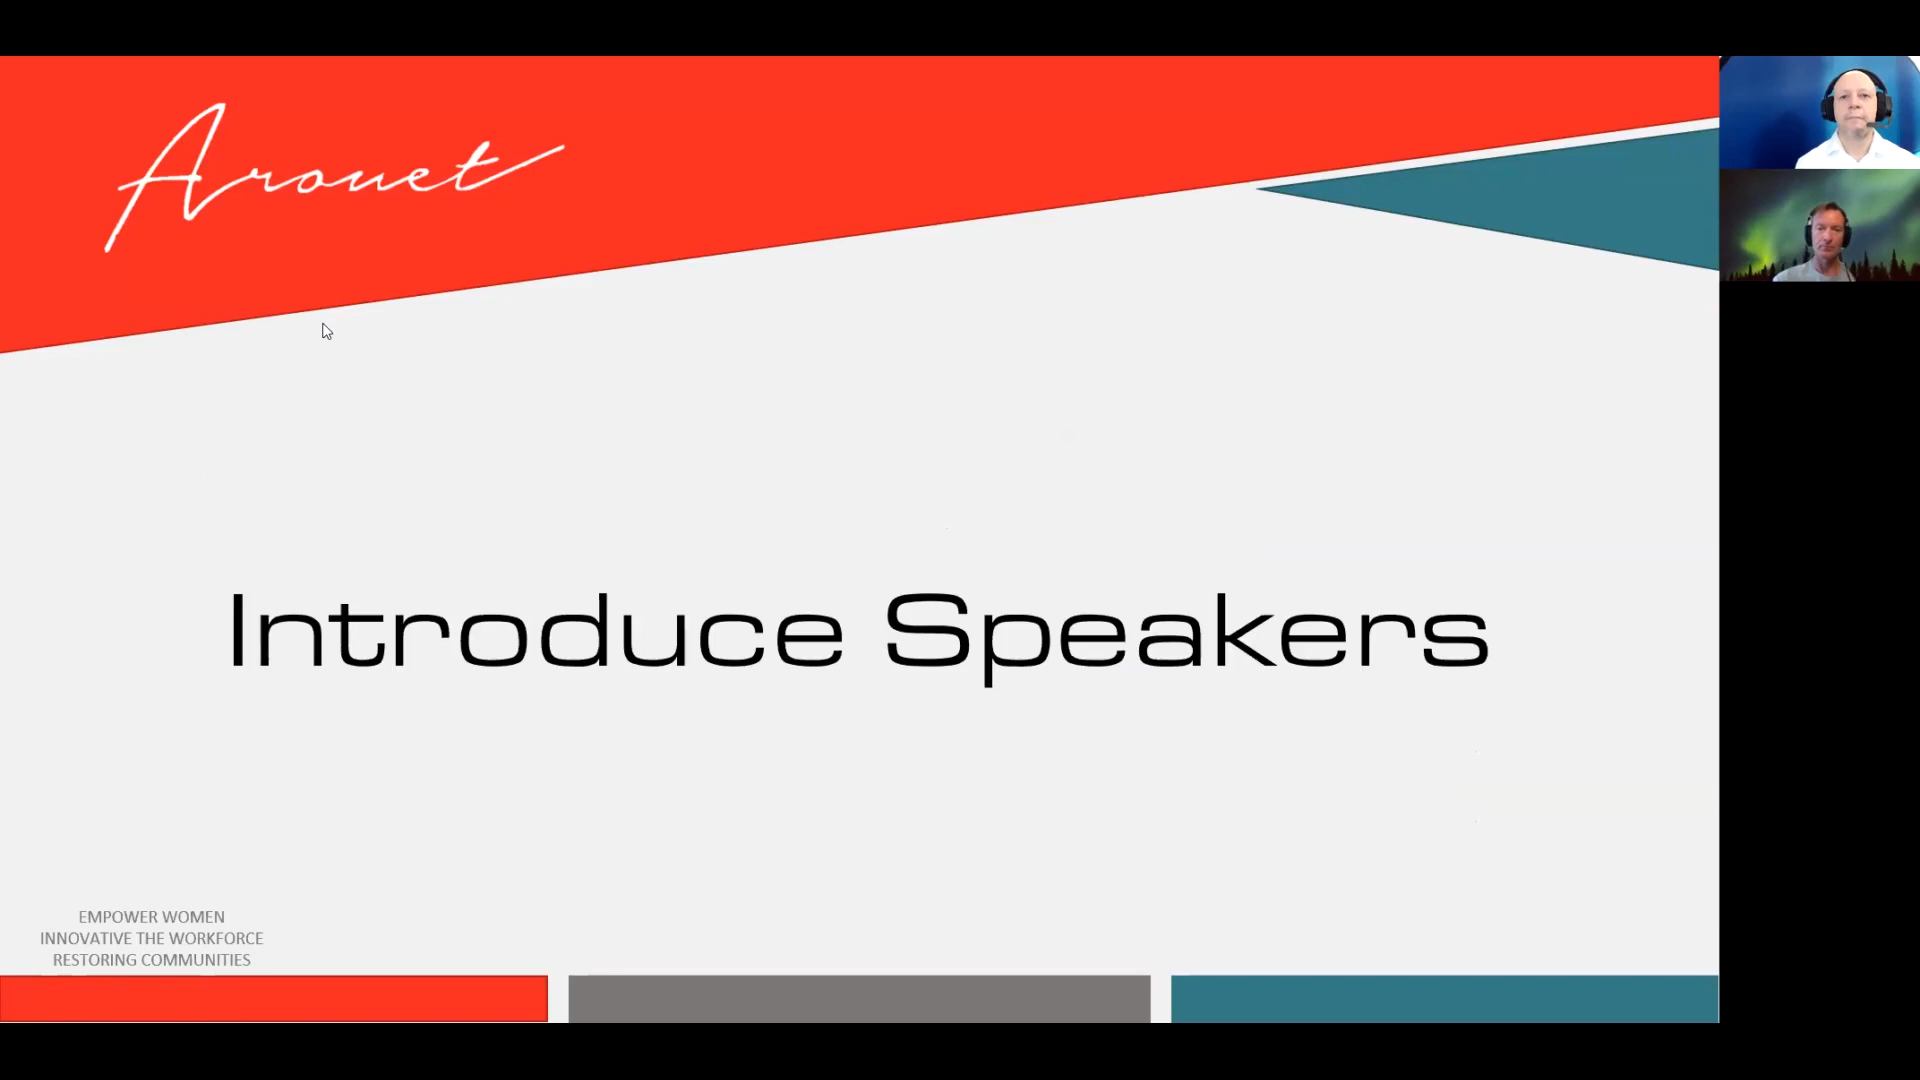 Arouet
Introduce Speakers
EMPOWER WOMEN
INNOVATIVE THE WORKFORCE
RESTORING COMMUNITIES